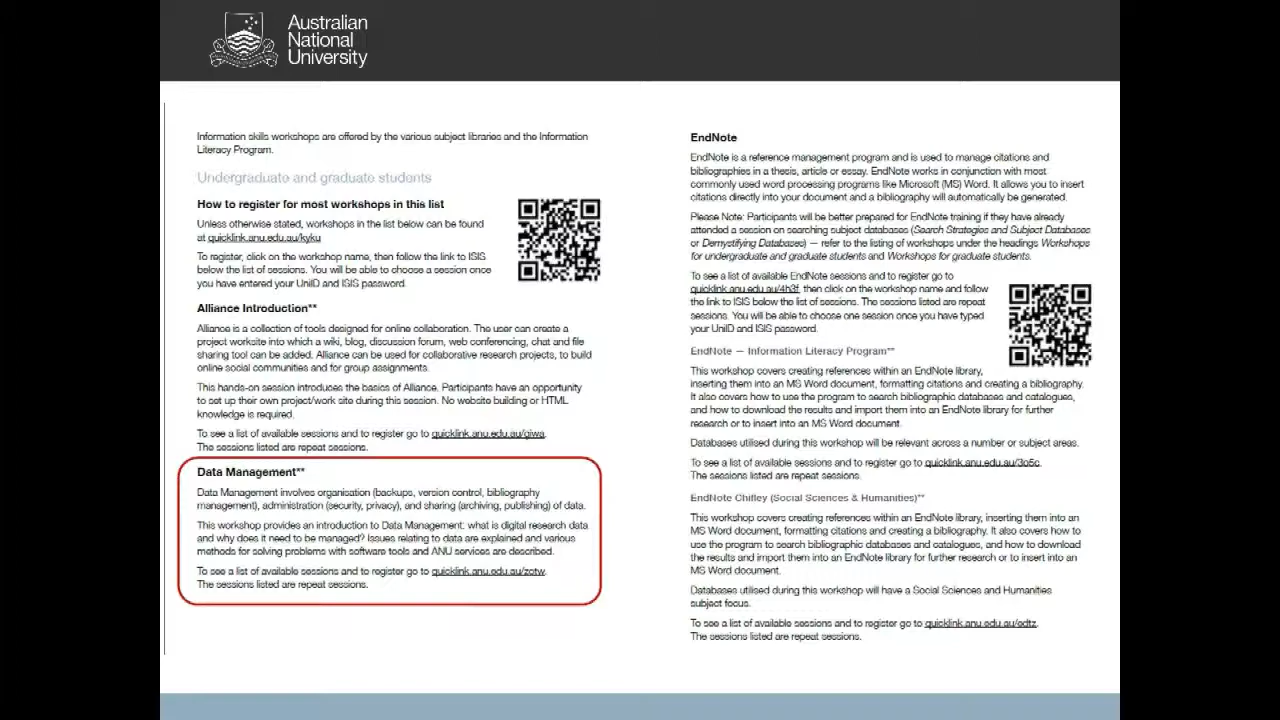 Australian
National
University
Information skills workshops are offered by the various subject libraries and the Information
Literacy Program.
Undergraduate and graduate students
How to register for most workshops in this list
Unless otherwise stated, workshops in the list below can be found
at quicklink.anu.edu.au/kyku
To register, click on the workshop name, then follow the link to ISIS
below the list of sessions. You will be able to choose a session once
you have entered your UniID and ISIS password.
Alliance Introduction**
Alliance is a collection of tools designed for online collaboration. The user can create a
project worksite into which a wiki, blog, discussion forum, web conferencing, chat and file
sharing tool can be added. Alliance can be used for collaborative research projects, to build
online social communities and for group assignments.
This hands-on session introduces the basics of Alliance. Participants have an opportunity
to set up their own project/work site during this session. No website building or HTML
knowledge is required.
To see a list of available sessions and to register go to quicklink.anu.edu.au/giwa.
The sessions listed are repeat sessions.
Data Management**
Data Management involves organisation (backups, version control, bibliography
management), administration (security, privacy), and sharing (archiving, publishing) of data.
This workshop provides an introduction to Data Management: what is digital research data
and why does it need to be managed? Issues relating to data are explained and various
methods for solving problems with software tools and ANU services are described.
To see a list of available sessions and to register go to quicklink.anu.edu.au/zotw.
The sessions listed are repeat sessions.
EndNote
EndNote is a reference management program and is used to manage citations and
bibliographies in a thesis, article or essay. EndNote works in conjunction with most
commonly used word processing programs like Microsoft (MS) Word. It allows you to insert
citations directly into your document and a bibliography will automatically be generated.
Please Note: Participants will be better prepared for EndNote training if they have already
attended a session on searching subject databases (Search Strategies and Subject Databases
or Demystifying Databases) — refer to the listing of workshops under the headings Workshops
for undergraduate and graduate students and Workshops for graduate students.
To see a list of available EndNote sessions and to register go to
quicklink.anu.edu.au/4h3f, then click on the workshop name and follow
the link to ISIS below the list of sessions. The sessions listed are repeat
sessions. You will be able to choose one session once you have typed
your UniID and ISIS password.
EndNote — Information Literacy Program**
This workshop covers creating references within an EndNote library,
inserting them into an MS Word document, formatting citations and creating a bibliography.
It also covers how to use the program to search bibliographic databases and catalogues,
and how to download the results and import them into an EndNote library for further
research or to insert into an MS Word document.
Databases utilised during this workshop will be relevant across a number or subject areas.
To see a list of available sessions and to register go to quicklink.anu.edu.au/3o5c.
The sessions listed are repeat sessions.
EndNote Chifley (Social Sciences & Humanities)**
This workshop covers creating references within an EndNote library, inserting them into an
MS Word document, formatting citations and creating a bibliography. It also covers how to
use the program to search bibliographic databases and catalogues, and how to download
the results and import them into an EndNote library for further research or to insert into an
MS Word document.
Databases utilised during this workshop will have a Social Sciences and Humanities
subject focus.
To see a list of available sessions and to register go to quicklink.anu.edu.au/edtz.
The sessions listed are repeat sessions.